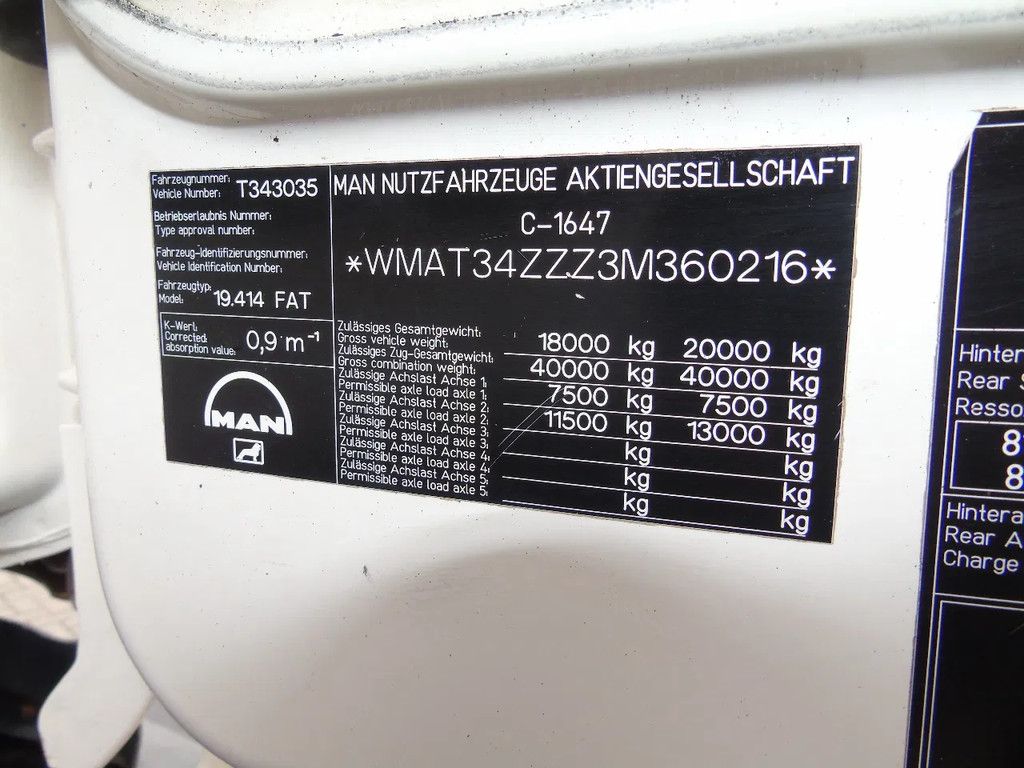 Fahrzeugnummer:
Vehicle Number: T343035
Betriebserlaubnis Nummer:
Type approval number:
Fahrzeug-Identifizierungsnummer:
Vehicle Identification Number:
Fahrzeugtyp:
Model: 19.414 FAT
K-Wert:
Corrected
absorption value: 0,9 m⁻¹
MAN
MAN NUTZFAHRZEUGE AKTIENGESELLSCHAFT
C-1647
*WMAT34ZZZ3M360216*
Zulässiges Gesamtgewicht:
Gross vehicle weight: 18000 kg 20000 kg
Zulässiges Zug-Gesamtgewicht:
Gross combination weight: 40000 kg 40000 kg
Zulässige Achslast Achse 1:
Permissible axle load axle 1: 7500 kg 7500 kg
Zulässige Achslast Achse 2:
Permissible axle load axle 2: 11500 kg 13000 kg
Zulässige Achslast Achse 3:
Permissible axle load axle 3: kg kg
Zulässige Achslast Achse 4:
Permissible axle load axle 4: kg kg
Zulässige Achslast Achse 5:
Permissible axle load axle 5: kg kg
Hinter
Rear S
Resso
8
8
Hintera
Rear A
Charge